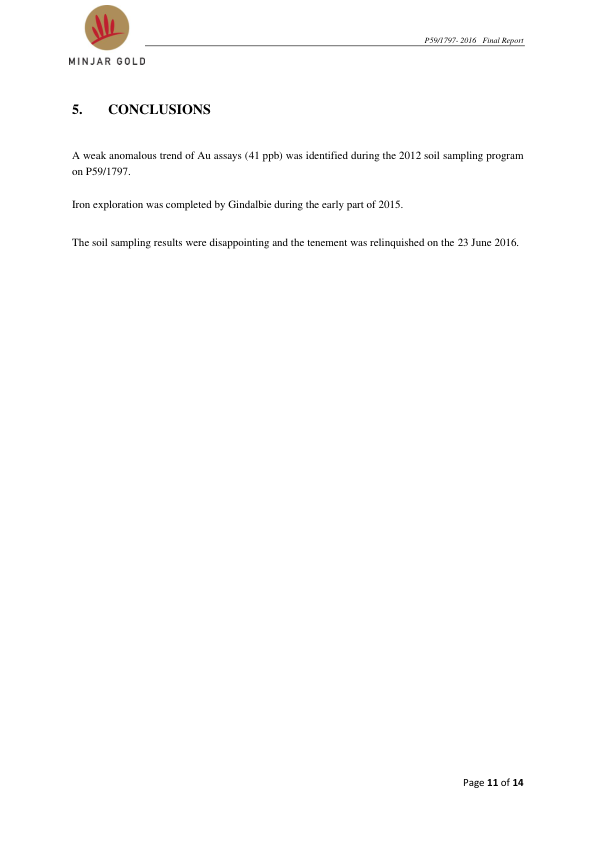 P59/1797- 2016 Final Report
MINJAR GOLD
5. CONCLUSIONS
A weak anomalous trend of Au assays (41 ppb) was identified during the 2012 soil sampling program
on P59/1797.
Iron exploration was completed by Gindalbie during the early part of 2015.
The soil sampling results were disappointing and the tenement was relinquished on the 23 June 2016.
Page 11 of 14